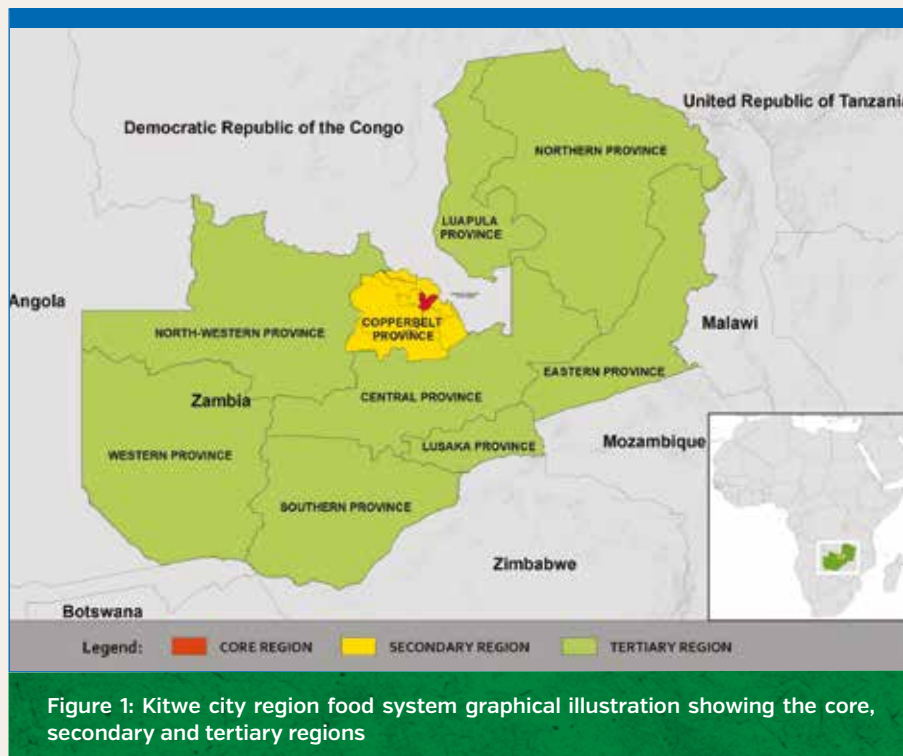 Democratic Republic of the Congo
United Republic of Tanzania
NORTHERN PROVINCE
LUAPULA
PROVINCE
Angola
NORTH-WESTERN PROVINCE
COPPERBELT
PROVINCE
Malawi
EASTERN PROVINCE
Zambia
CENTRAL PROVINCE
WESTERN PROVINCE
LUSAKA PROVINCE
Mozambique
SOUTHERN PROVINCE
Zimbabwe
Botswana
Legend: CORE REGION SECONDARY REGION TERTIARY REGION
Figure 1: Kitwe city region food system graphical illustration showing the core,
secondary and tertiary regions